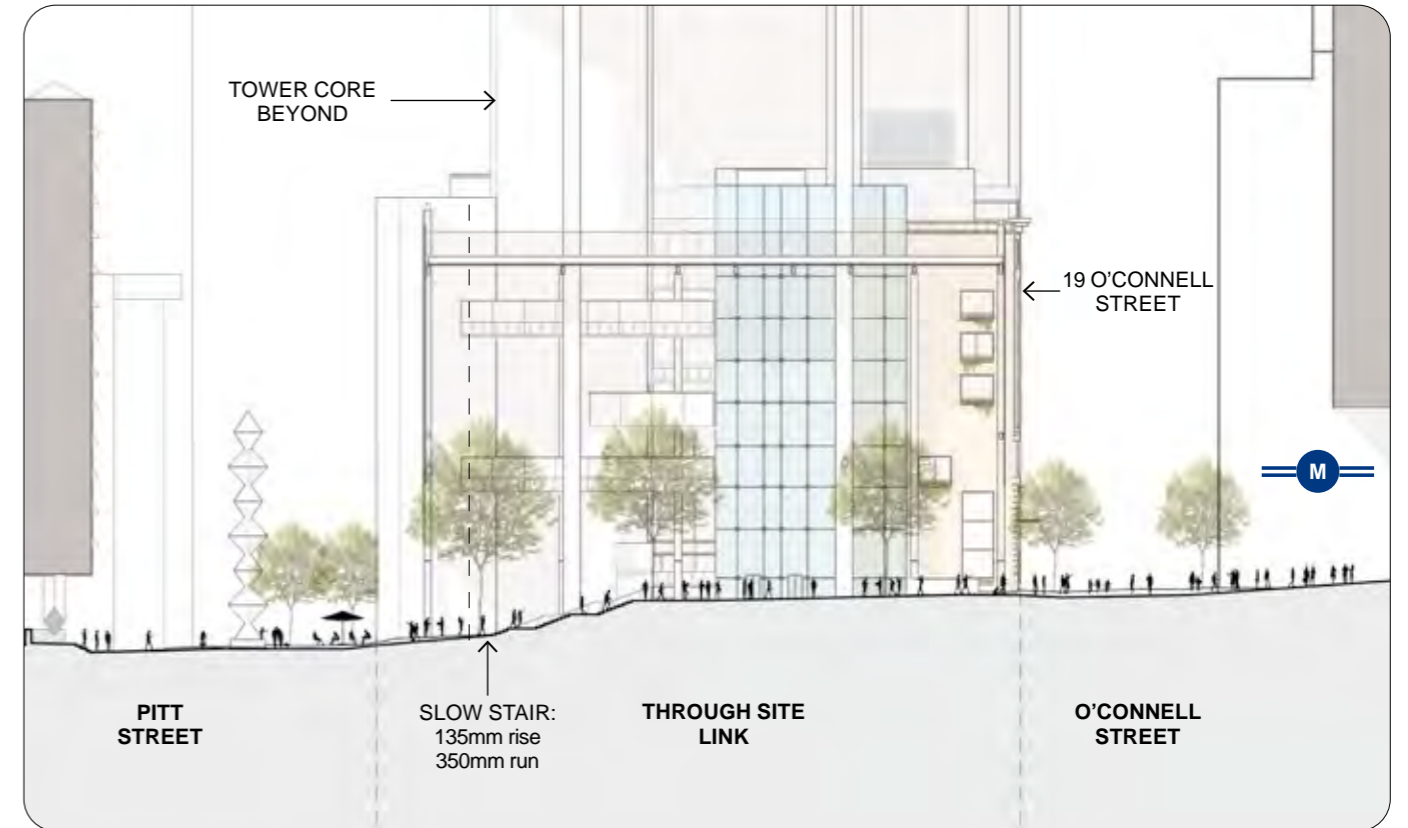 TOWER CORE
BEYOND
19 O'CONNELL
STREET
M
PITT
STREET
SLOW STAIR:
135mm rise
350mm run
THROUGH SITE
LINK
O'CONNELL
STREET